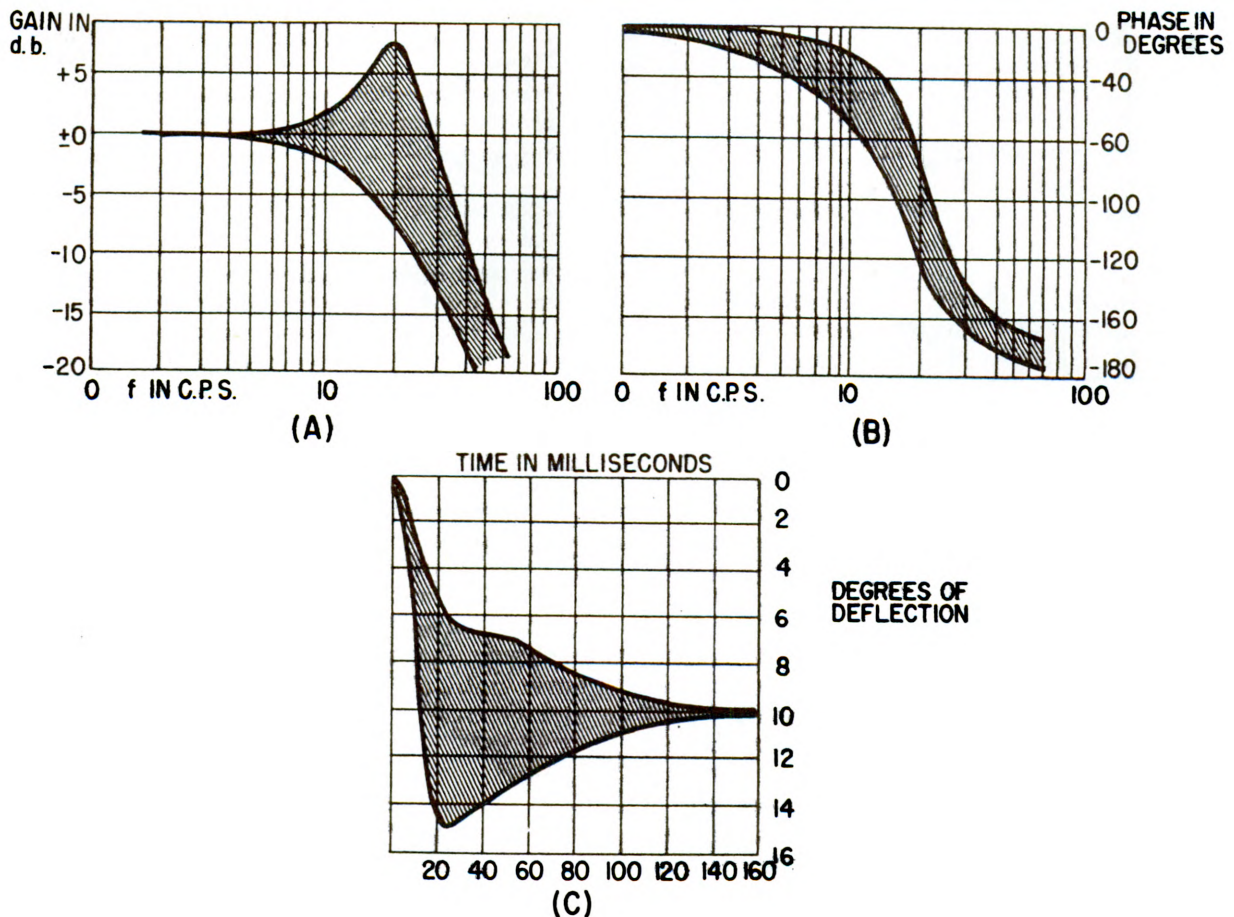 GAIN IN
d.b.
+5
±0
-5
-10
-15
-20
0 f IN C.P.S. 10 100
(A)
PHASE IN
DEGREES
0
-40
-60
-100
-120
-160
-180
0 f IN C.P.S. 10 100
(B)
TIME IN MILLISECONDS
0
2
4
6
8
10
12
14
16
DEGREES OF
DEFLECTION
20 40 60 80 100 120 140 160
(C)